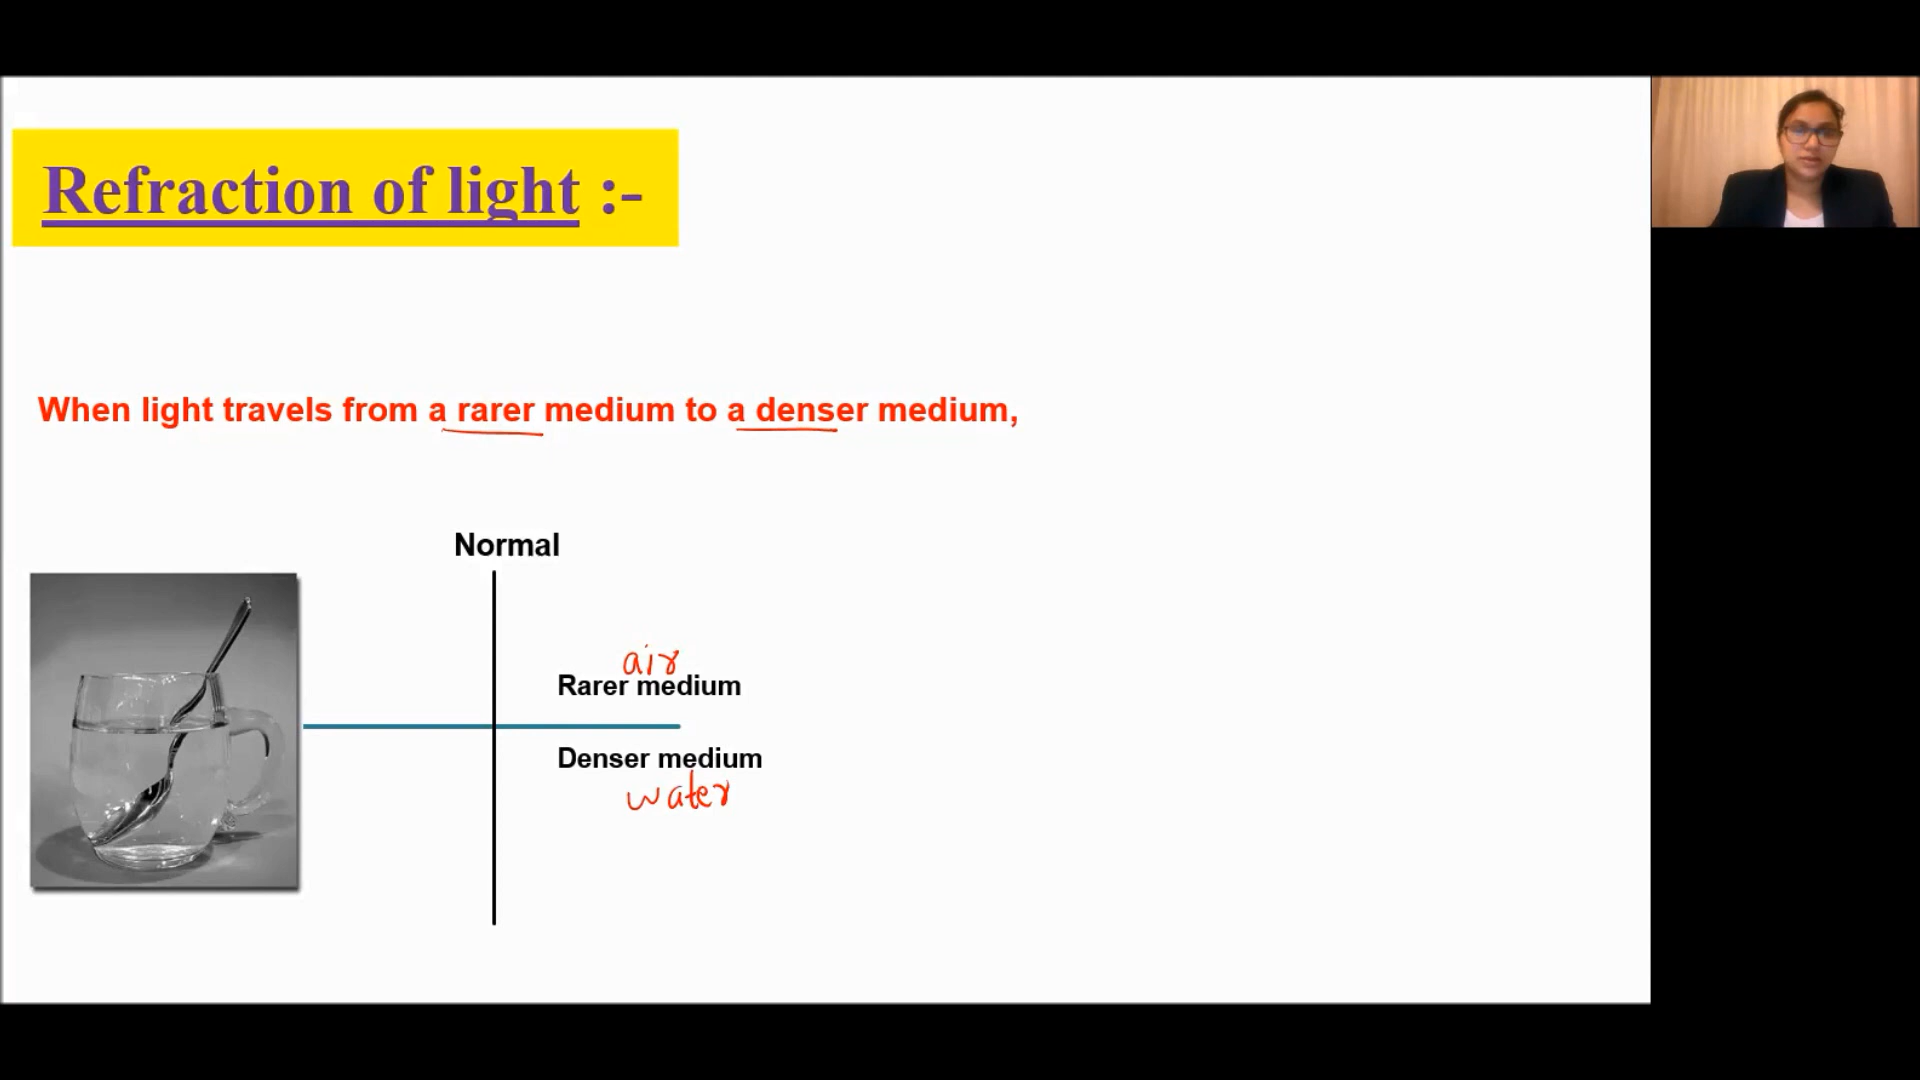 Refraction of light :-
When light travels from a rarer medium to a denser medium,
Normal
air
Rarer medium
Denser medium
water